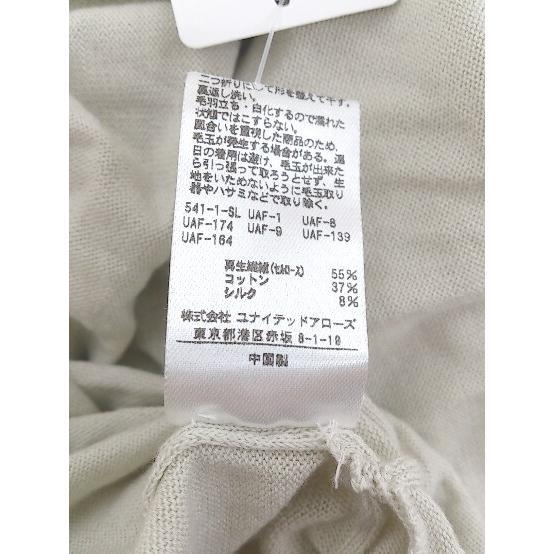 二つ折りにして形を整えて干す。
裏返し洗い。
毛羽立ち・白化するので濡れた
状態ではこすらない。
風合いを重視した商品のため、
毛玉が発生する場合がある。連
日の着用は避け、毛玉が出来た
ら引っ張って取ろうとせず、生
地をいためないように毛玉取り
器やハサミなどで取り除く。
541-1-SL UAF-1 UAF-8
UAF-174 UAF-9 UAF-139
UAF-164
再生繊維(セルロース) 55%
コットン 37%
シルク 8%
株式会社 ユナイテッドアローズ
東京都港区赤坂 8-1-10
中国製